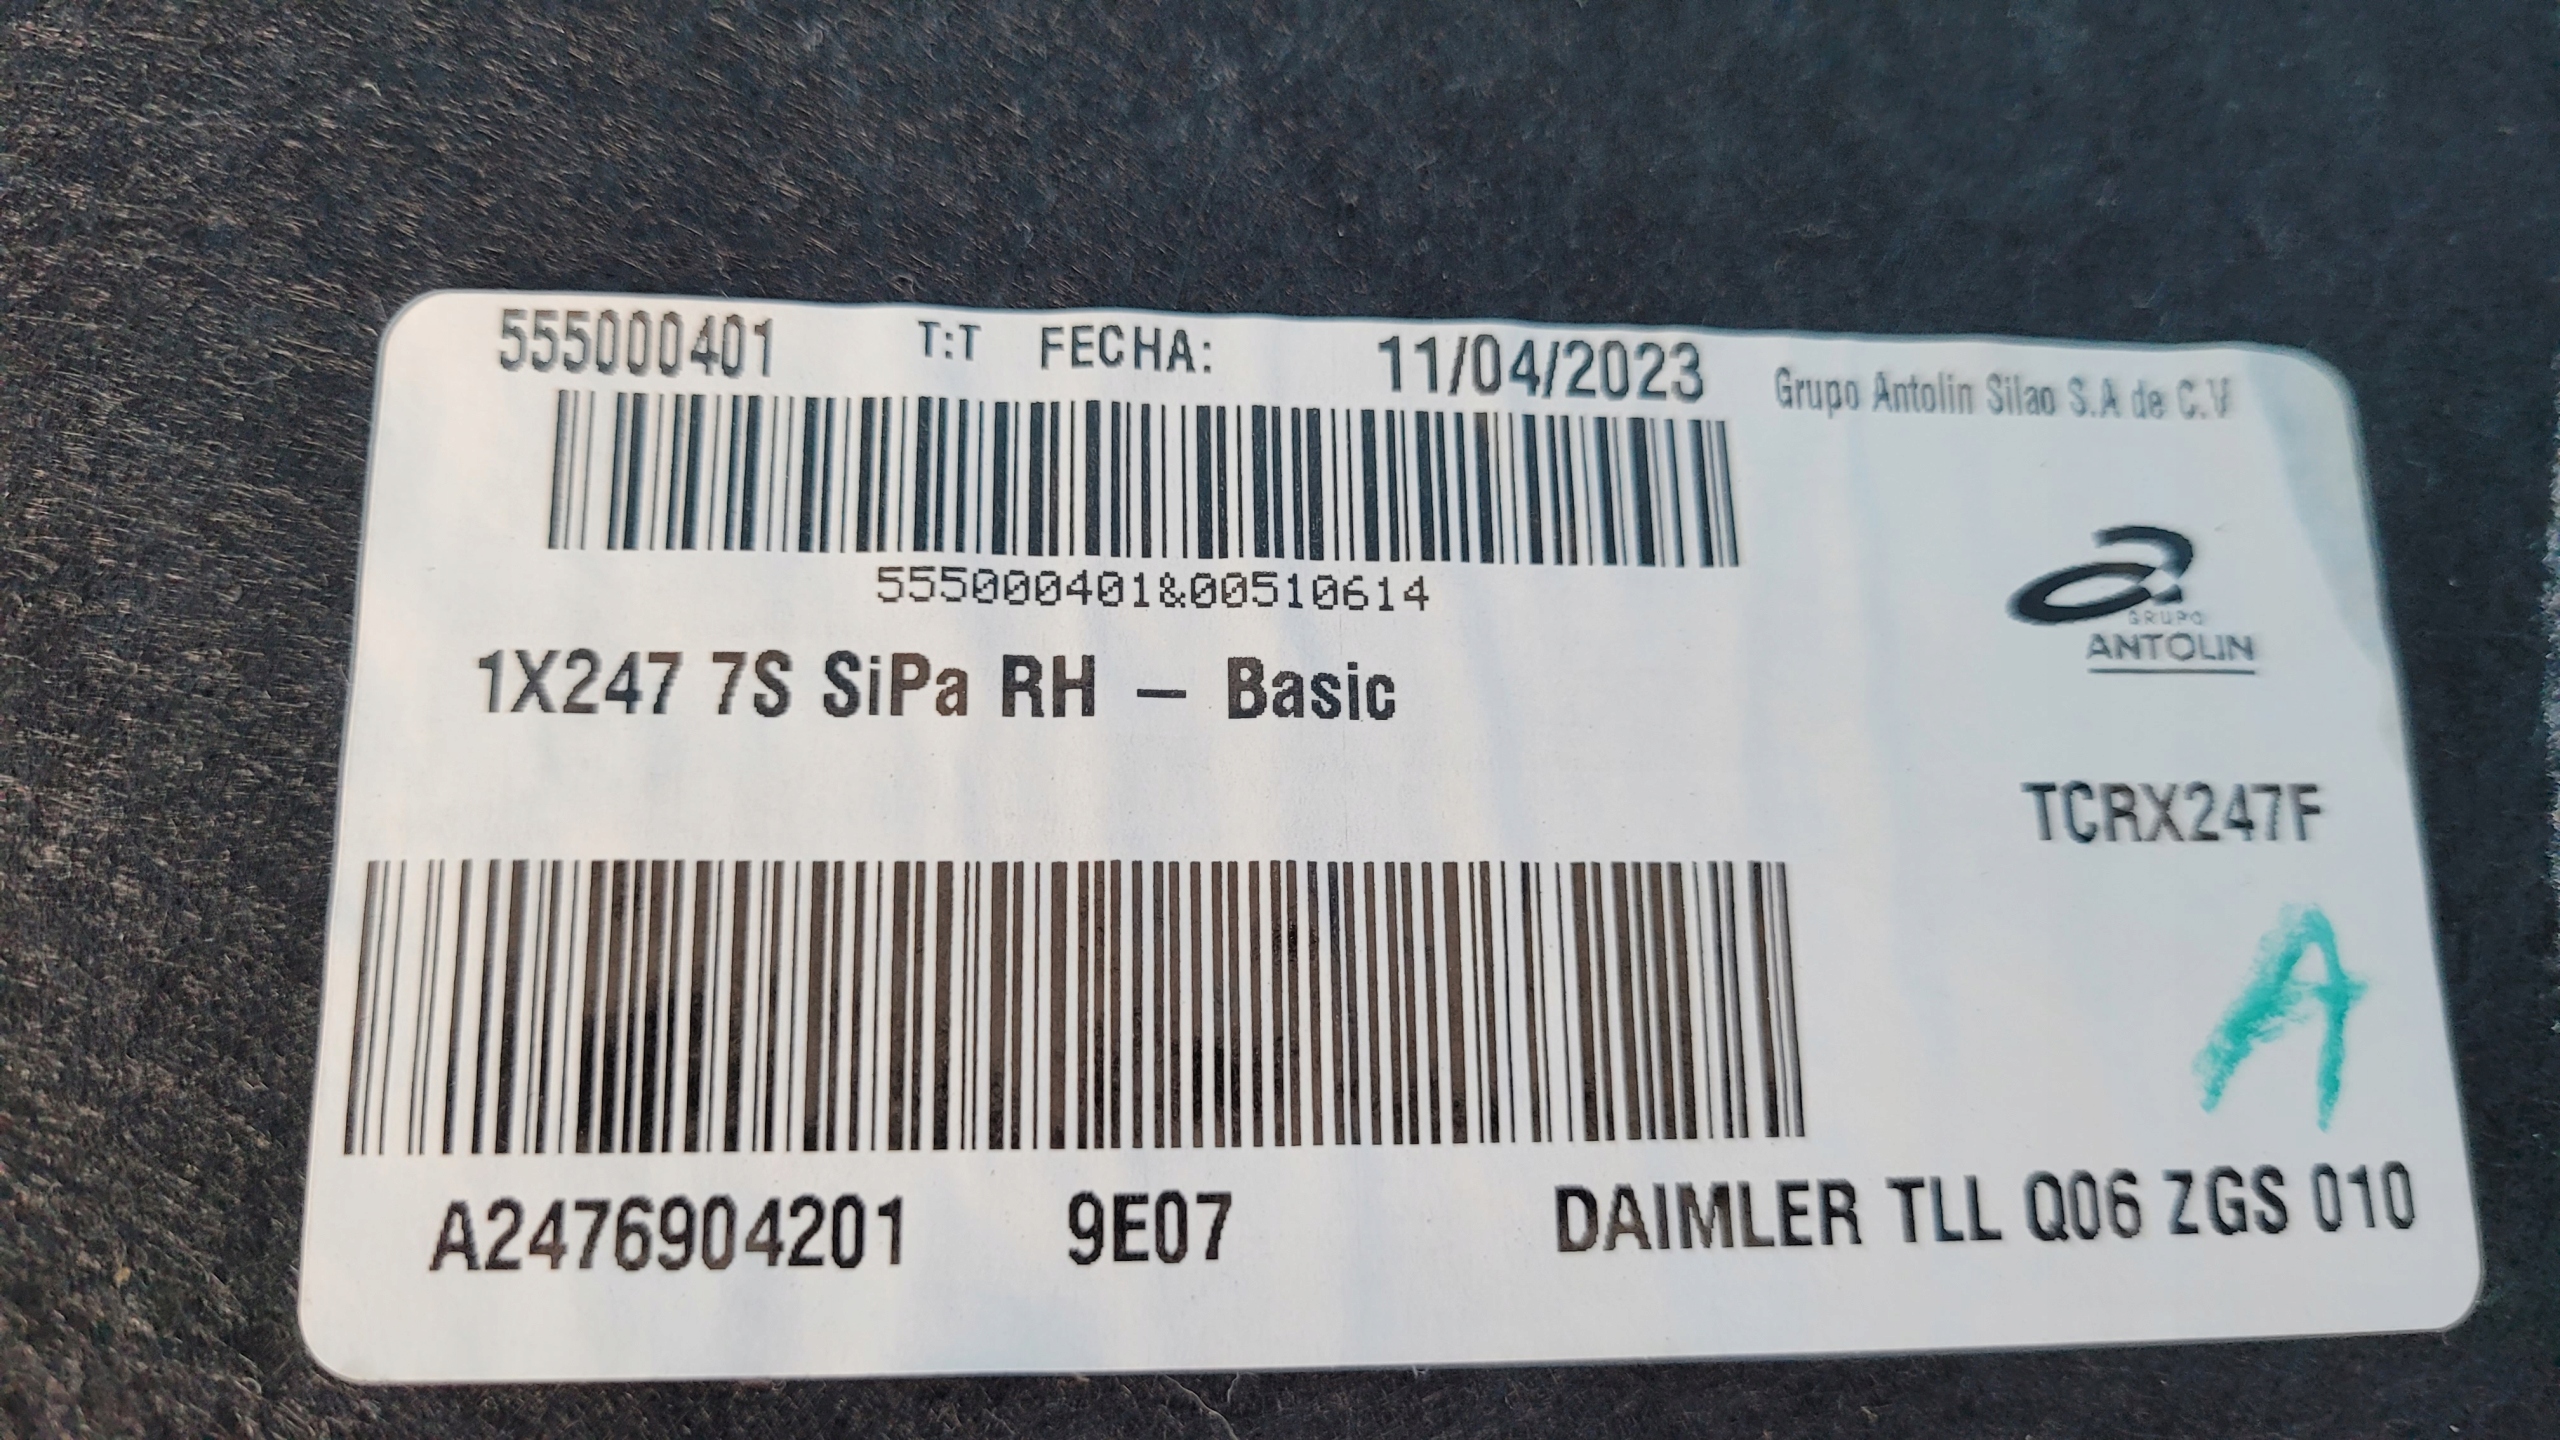 555000401 T:T FECHA: 11/04/2023 Grupo Antolin Silao S.A de C.V
555000401&00510614
GRUPO
ANTOLIN
1X247 7S SiPa RH – Basic
TCRX247F
A
A2476904201 9E07 DAIMLER TLL Q06 ZGS 010